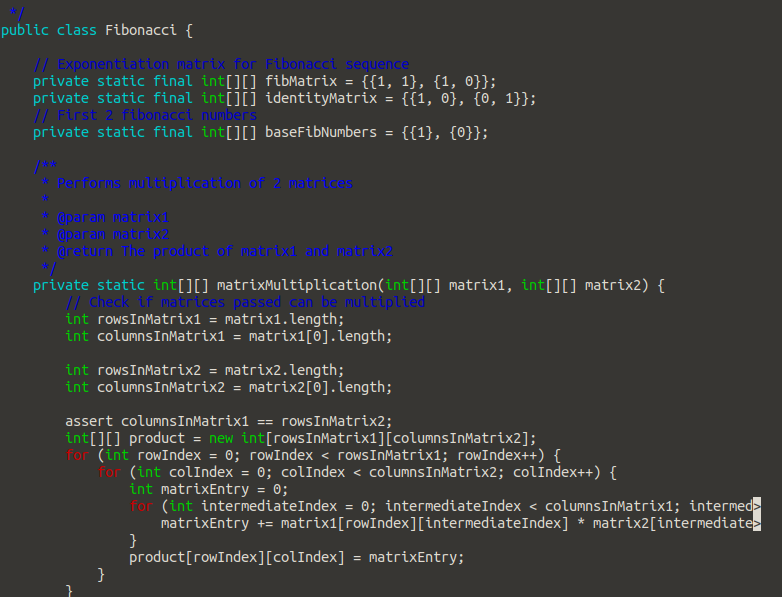 */
public class Fibonacci {
// Exponentiation matrix for Fibonacci sequence
private static final int[][] fibMatrix = {{1, 1}, {1, 0}};
private static final int[][] identityMatrix = {{1, 0}, {0, 1}};
// First 2 fibonacci numbers
private static final int[][] baseFibNumbers = {{1}, {0}};
/**
* Performs multiplication of 2 matrices
*
* @param matrix1
* @param matrix2
* @return The product of matrix1 and matrix2
*/
private static int[][] matrixMultiplication(int[][] matrix1, int[][] matrix2) {
// Check if matrices passed can be multiplied
int rowsInMatrix1 = matrix1.length;
int columnsInMatrix1 = matrix1[0].length;
int rowsInMatrix2 = matrix2.length;
int columnsInMatrix2 = matrix2[0].length;
assert columnsInMatrix1 == rowsInMatrix2;
int[][] product = new int[rowsInMatrix1][columnsInMatrix2];
for (int rowIndex = 0; rowIndex < rowsInMatrix1; rowIndex++) {
for (int colIndex = 0; colIndex < columnsInMatrix2; colIndex++) {
int matrixEntry = 0;
for (int intermediateIndex = 0; intermediateIndex < columnsInMatrix1; intermed>
matrixEntry += matrix1[rowIndex][intermediateIndex] * matrix2[intermediate>
}
product[rowIndex][colIndex] = matrixEntry;
}
}